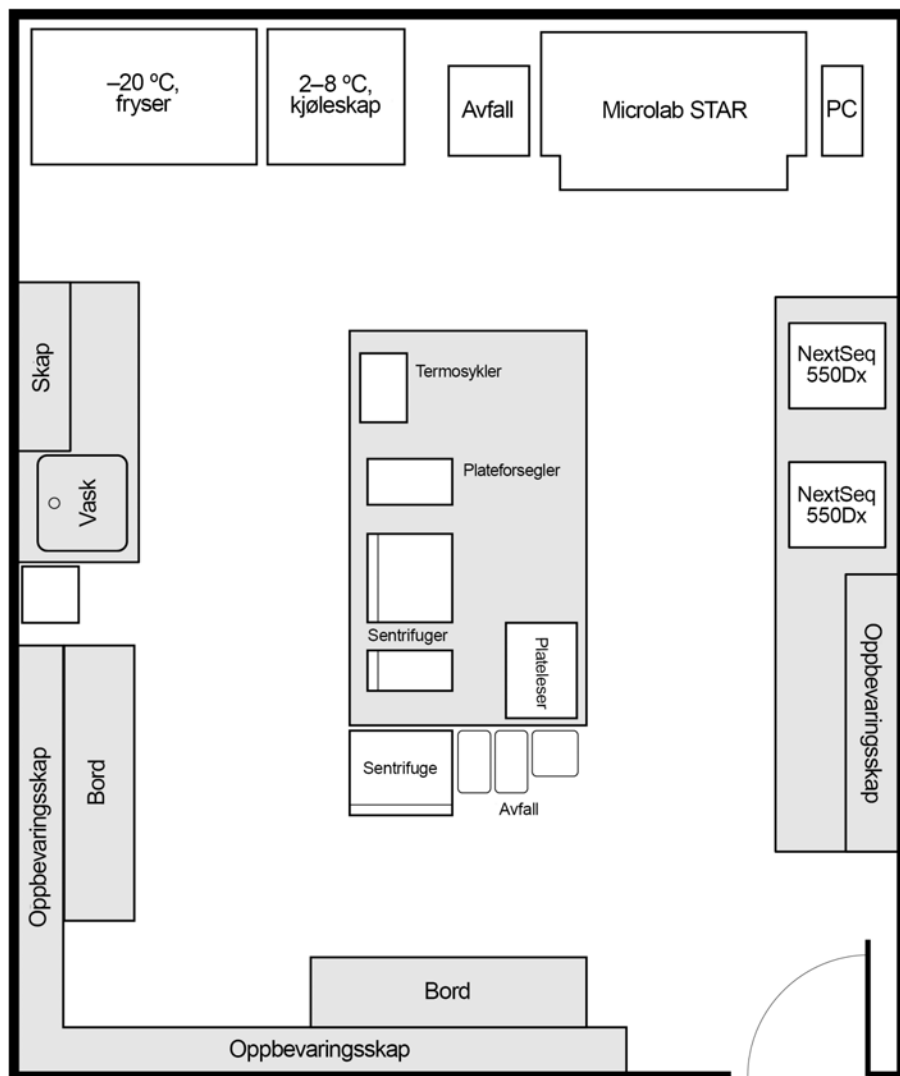 –20 ºC,
fryser
2–8 ºC,
kjøleskap
Avfall
Microlab STAR
PC
Skap
Vask
Termosykler
Plateforsegler
Sentrifuger
Plateleser
NextSeq
550Dx
NextSeq
550Dx
Oppbevaringsskap
Sentrifuge
Avfall
Oppbevaringsskap
Bord
Bord
Oppbevaringsskap